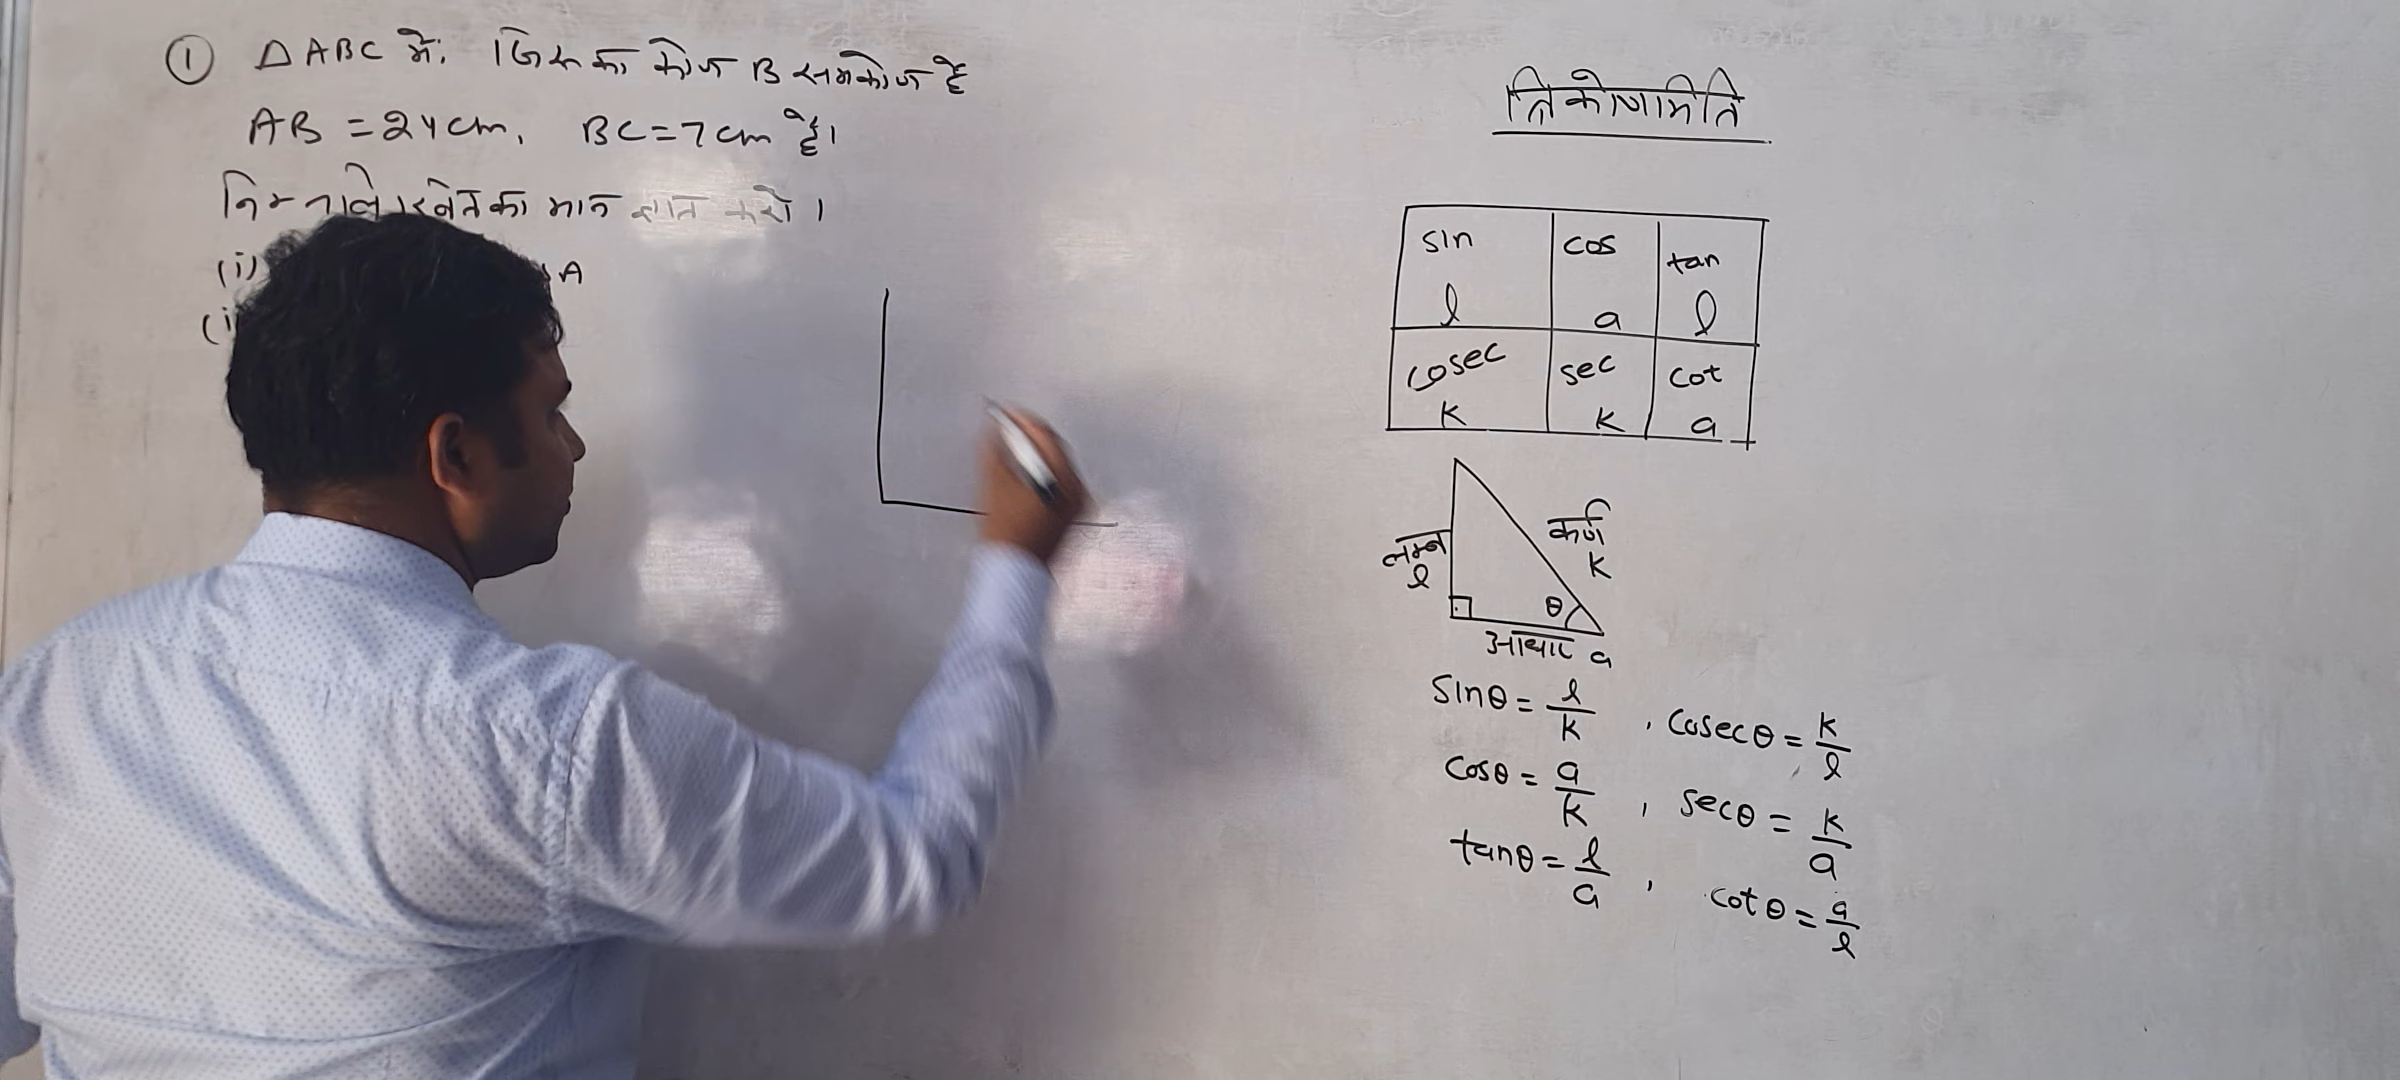 ① △ABC में, जिसका कोण B समकोण है
AB = 24 cm, BC = 7 cm है।
निम्नलिखित का मान ज्ञात करो।
(i) A
(i
त्रिकोणमिति
sin cos tan
l a l
cosec sec cot
k k a
लम्ब
l
कर्ण
k
θ
आधार a
sinθ = l/k , cosecθ = k/l
cosθ = a/k , secθ = k/a
tanθ = l/a , cotθ = a/l